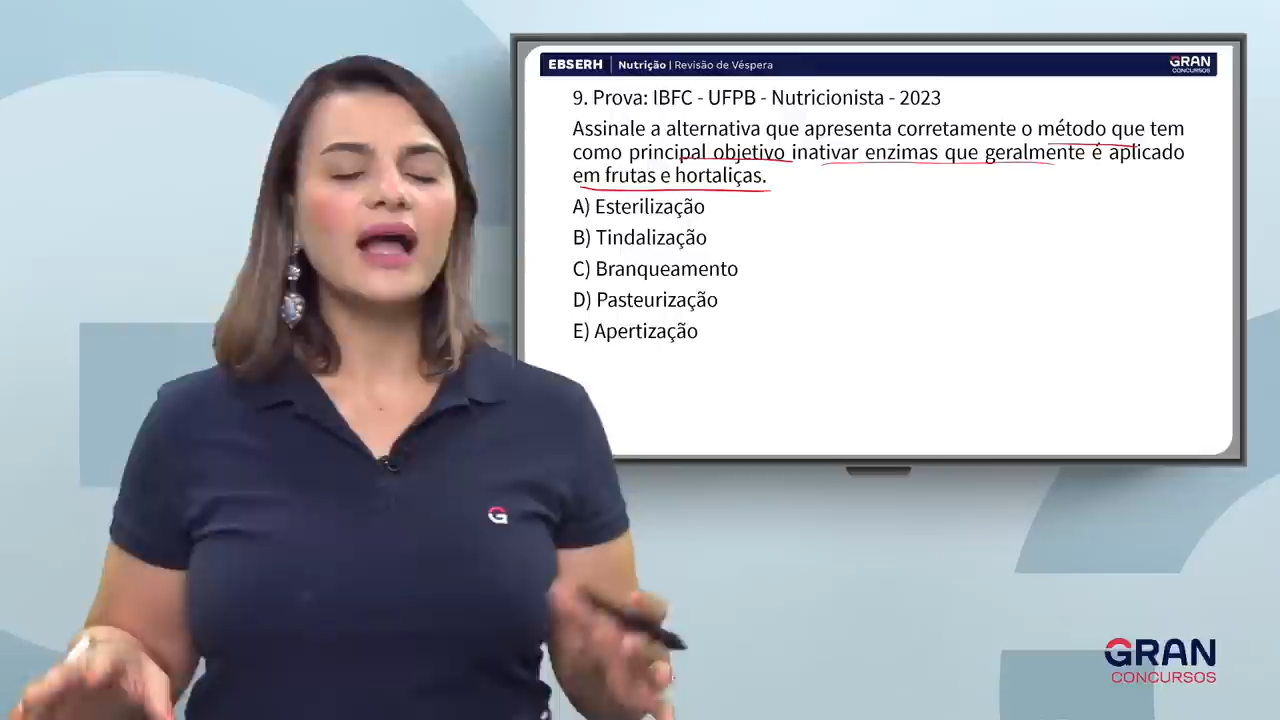 EBSERH | Nutrição | Revisão de Véspera
GRAN
CONCURSOS
9. Prova: IBFC - UFPB - Nutricionista - 2023
Assinale a alternativa que apresenta corretamente o método que tem
como principal objetivo inativar enzimas que geralmente é aplicado
em frutas e hortaliças.
A) Esterilização
B) Tindalização
C) Branqueamento
D) Pasteurização
E) Apertização
G
GRAN
CONCURSOS